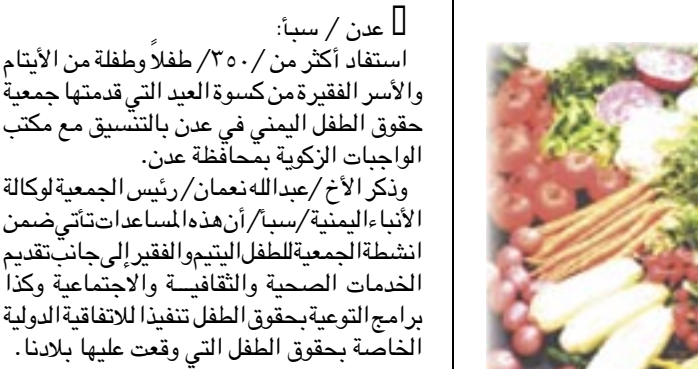 عدن / سبأ:
استفاد أكثر من /٣٥٠/ طفلاً وطفلة من الأيتام
والأسر الفقيرة من كسوة العيد التي قدمتها جمعية
حقوق الطفل اليمني في عدن بالتنسيق مع مكتب
الواجبات الزكوية بمحافظة عدن.
وذكر الأخ /عبدالله نعمان/ رئيس الجمعية لوكالة
الأنباء اليمنية /سبأ/ أن هذه المساعدات تأتي ضمن
انشطة الجمعية للطفل اليتيم والفقير إلى جانب تقديم
الخدمات الصحية والثقافيــة والاجتماعية وكذا
برامج التوعية بحقوق الطفل تنفيذا للاتفاقية الدولية
الخاصة بحقوق الطفل التي وقعت عليها بلادنا.